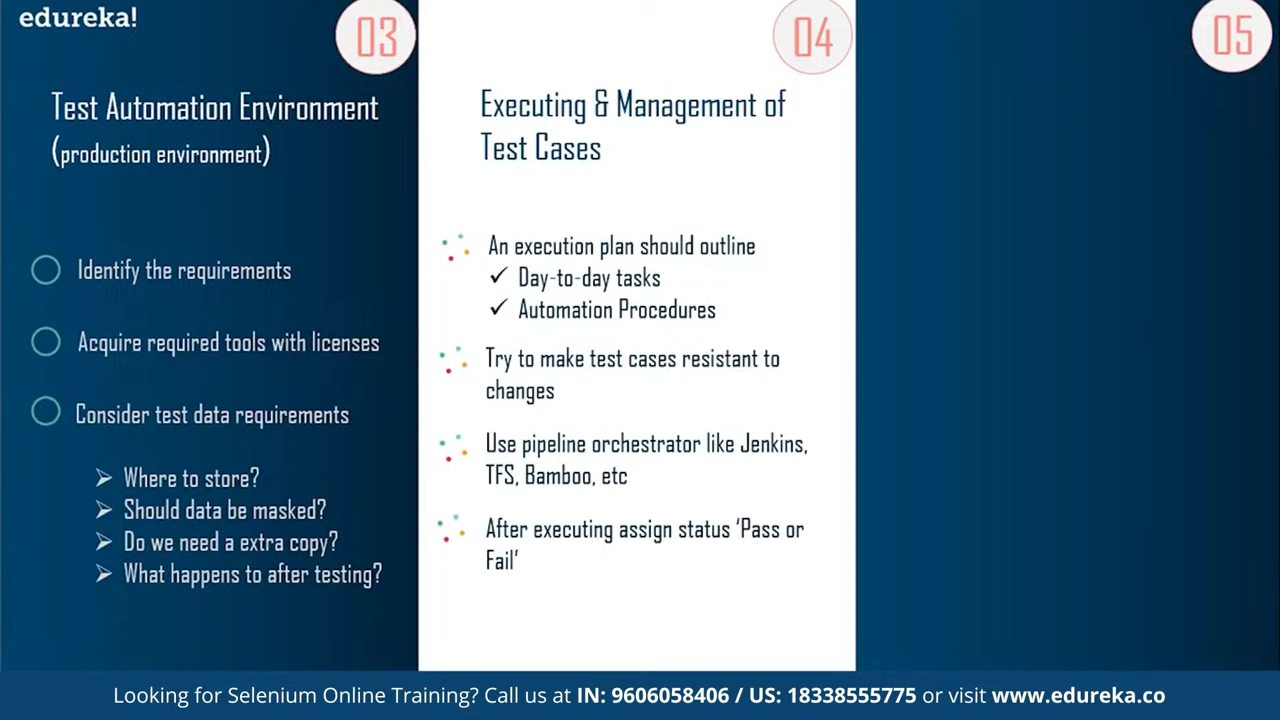 edureka!
03
Test Automation Environment
(production environment)
Identify the requirements
Acquire required tools with licenses
Consider test data requirements
Where to store?
Should data be masked?
Do we need a extra copy?
What happens to after testing?
04
Executing & Management of
Test Cases
An execution plan should outline
Day-to-day tasks
Automation Procedures
Try to make test cases resistant to
changes
Use pipeline orchestrator like Jenkins,
TFS, Bamboo, etc
After executing assign status ‘Pass or
Fail’
05
Looking for Selenium Online Training? Call us at IN: 9606058406 / US: 18338555775 or visit www.edureka.co